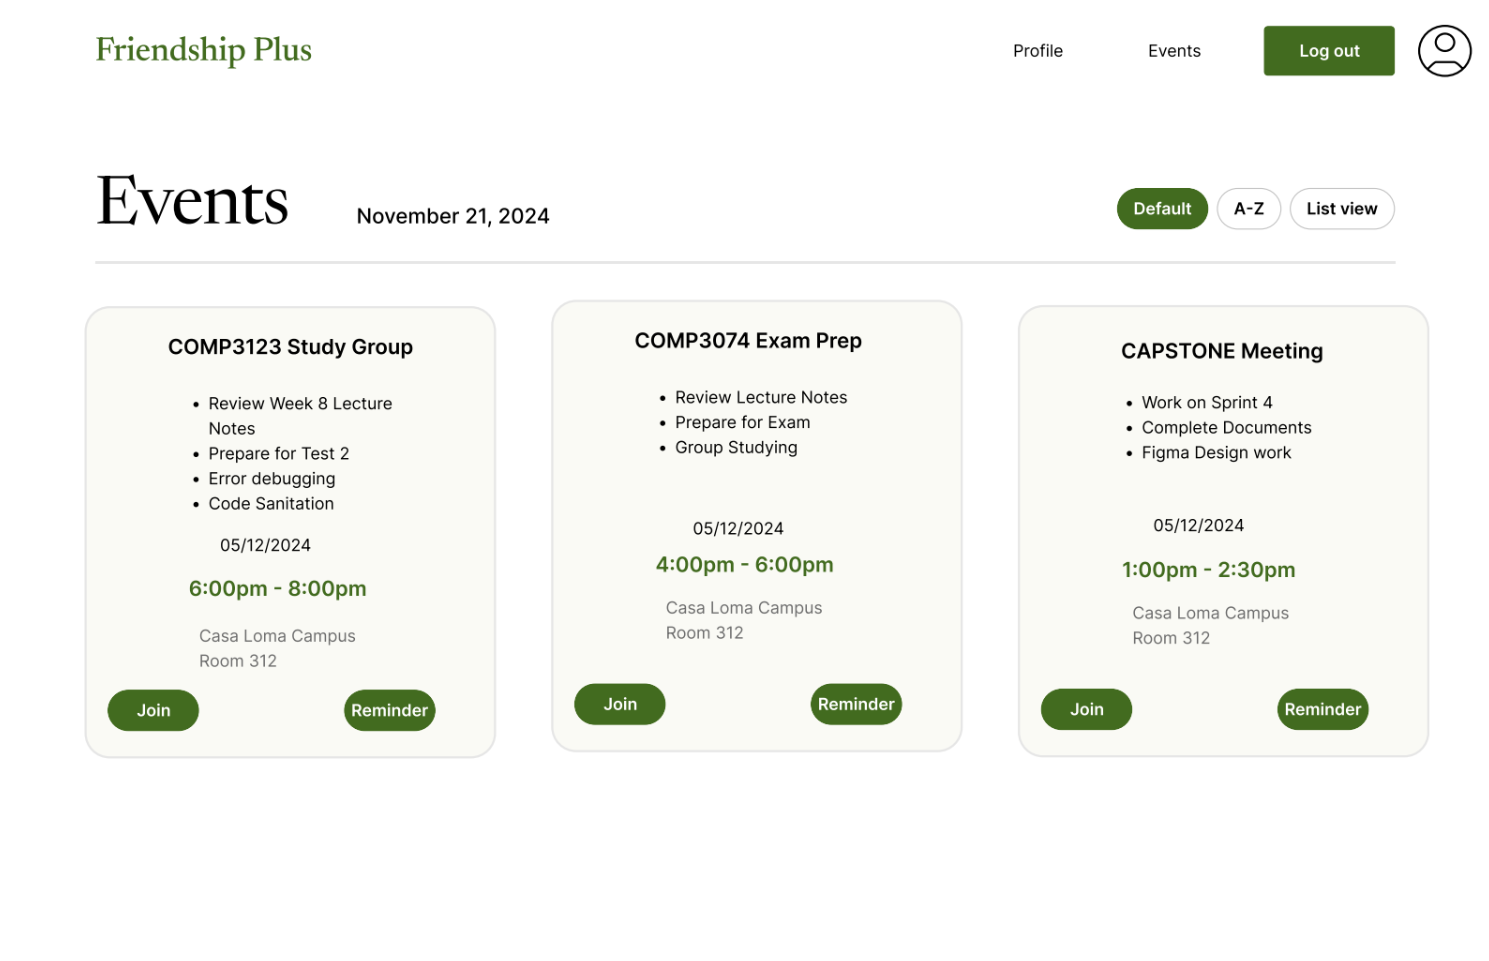 Friendship Plus
Profile
Events
Log out
Events
November 21, 2024
Default
A-Z
List view
COMP3123 Study Group
• Review Week 8 Lecture
Notes
• Prepare for Test 2
• Error debugging
• Code Sanitation
05/12/2024
6:00pm - 8:00pm
Casa Loma Campus
Room 312
Join
Reminder
COMP3074 Exam Prep
• Review Lecture Notes
• Prepare for Exam
• Group Studying
05/12/2024
4:00pm - 6:00pm
Casa Loma Campus
Room 312
Join
Reminder
CAPSTONE Meeting
• Work on Sprint 4
• Complete Documents
• Figma Design work
05/12/2024
1:00pm - 2:30pm
Casa Loma Campus
Room 312
Join
Reminder